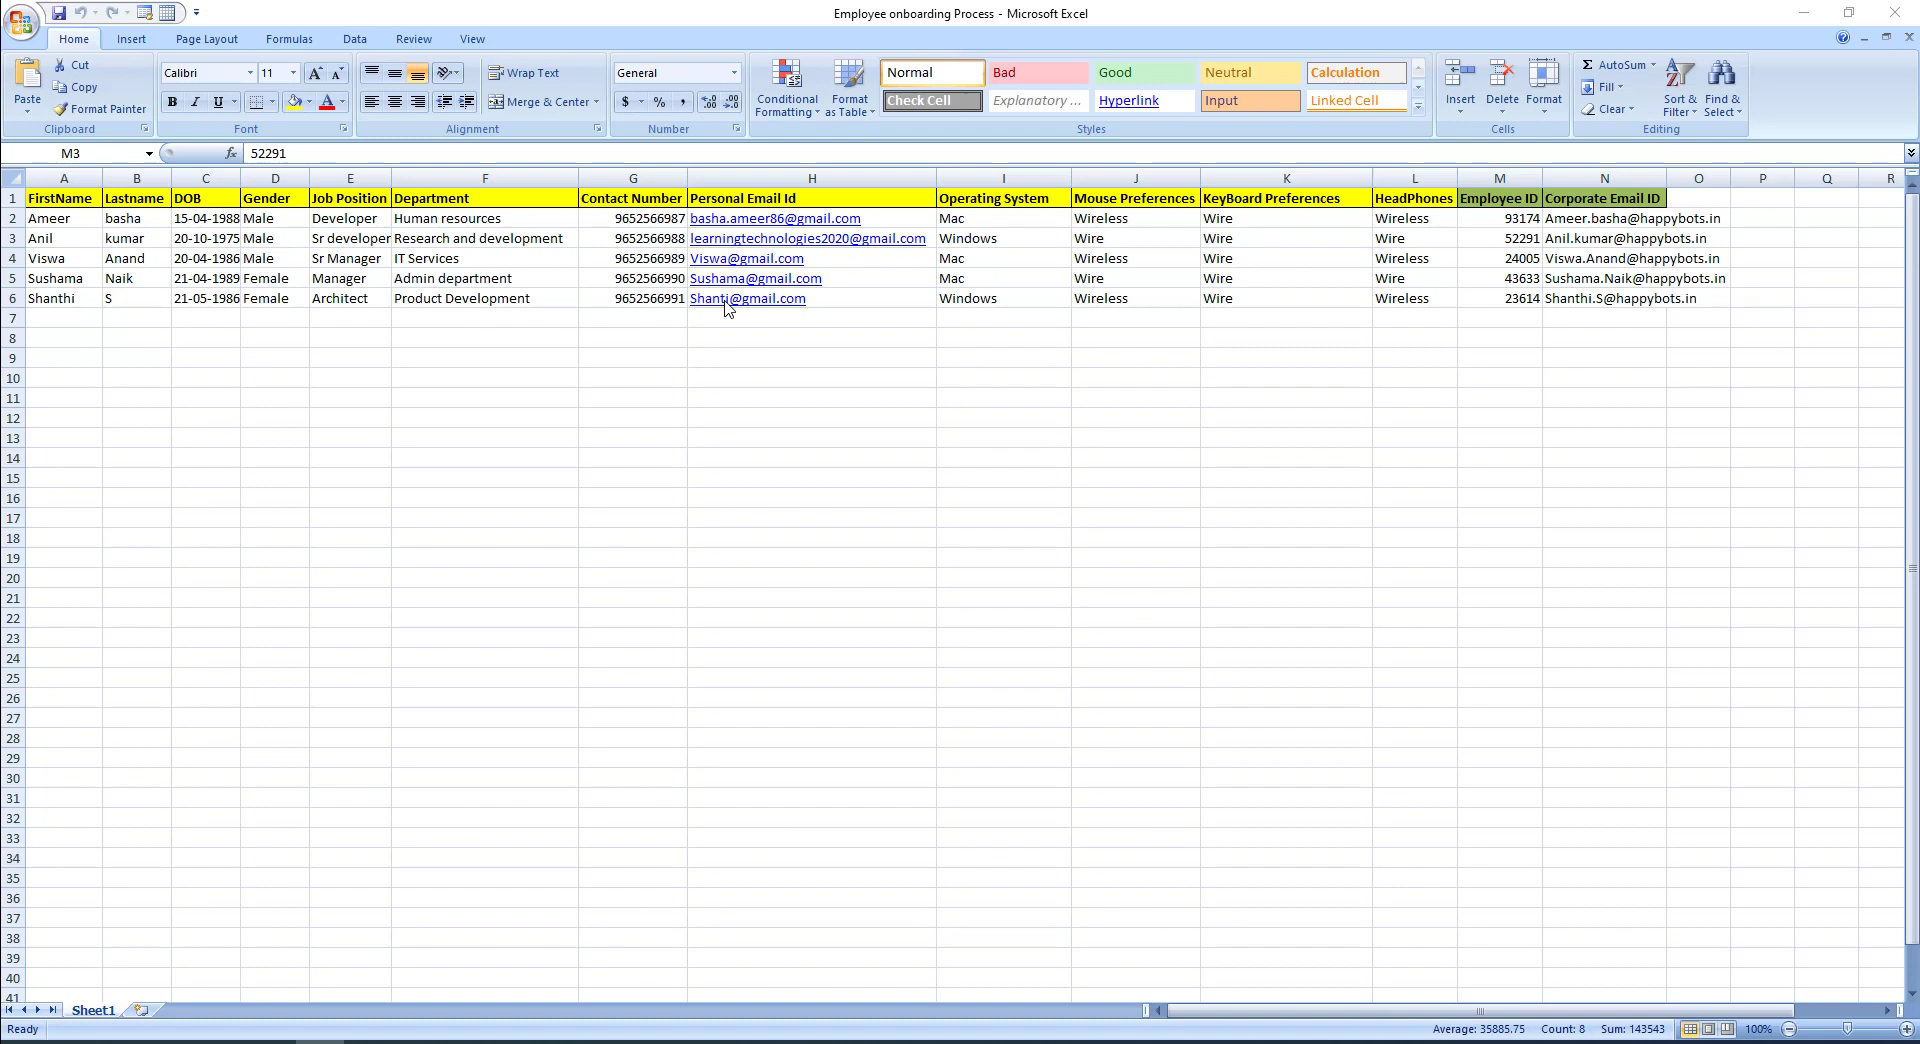 Employee onboarding Process - Microsoft Excel
Home Insert Page Layout Formulas Data Review View
Paste Cut Copy Format Painter Clipboard
Calibri 11 A A B I U A Font
Wrap Text Merge & Center Alignment
General $ % , Number
Conditional Formatting Format as Table Normal Bad Good Neutral Calculation
Check Cell Explanatory ... Hyperlink Input Linked Cell
Styles
Insert Delete Format Cells
Σ AutoSum Fill Clear Sort & Filter Find & Select Editing
M3 fx 52291
A B C D E F G H I J K L M N O P Q R
1 FirstName Lastname DOB Gender Job Position Department Contact Number Personal Email Id Operating System Mouse Preferences KeyBoard Preferences HeadPhones Employee ID Corporate Email ID
2 Ameer basha 15-04-1988 Male Developer Human resources 9652566987 basha.ameer86@gmail.com Mac Wireless Wire Wireless 93174 Ameer.basha@happybots.in
3 Anil kumar 20-10-1975 Male Sr developer Research and development 9652566988 learningtechnologies2020@gmail.com Windows Wire Wire Wire 52291 Anil.kumar@happybots.in
4 Viswa Anand 20-04-1986 Male Sr Manager IT Services 9652566989 Viswa@gmail.com Mac Wireless Wire Wireless 24005 Viswa.Anand@happybots.in
5 Sushama Naik 21-04-1989 Female Manager Admin department 9652566990 Sushama@gmail.com Mac Wire Wire Wire 43633 Sushama.Naik@happybots.in
6 Shanthi S 21-05-1986 Female Architect Product Development 9652566991 Shanti@gmail.com Windows Wireless Wire Wireless 23614 Shanthi.S@happybots.in
7
8
9
10
11
12
13
14
15
16
17
18
19
20
21
22
23
24
25
26
27
28
29
30
31
32
33
34
35
36
37
38
39
40
41
Sheet1
Ready Average: 35885.75 Count: 8 Sum: 143543 100%